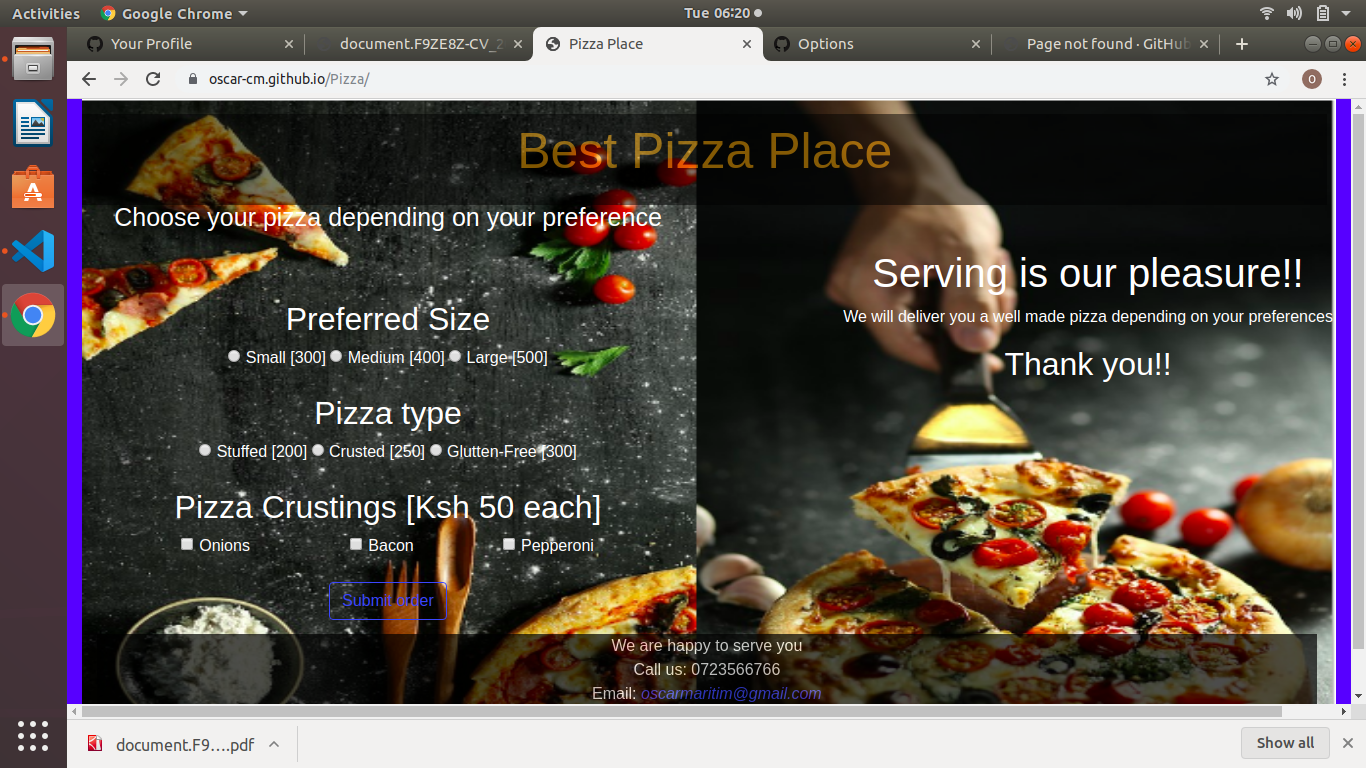 Activities Google Chrome Tue 06:20
Your Profile document.F9ZE8Z-CV_2 Pizza Place Options Page not found · GitHub
oscar-cm.github.io/Pizza/ O
Best Pizza Place
Choose your pizza depending on your preference
Serving is our pleasure!!
We will deliver you a well made pizza depending on your preferences
Thank you!!
Preferred Size
Small [300] Medium [400] Large [500]
Pizza type
Stuffed [200] Crusted [250] Glutten-Free [300]
Pizza Crustings [Ksh 50 each]
Onions Bacon Pepperoni
Submit order
We are happy to serve you
Call us: 0723566766
Email: oscarmaritim@gmail.com
document.F9....pdf Show all